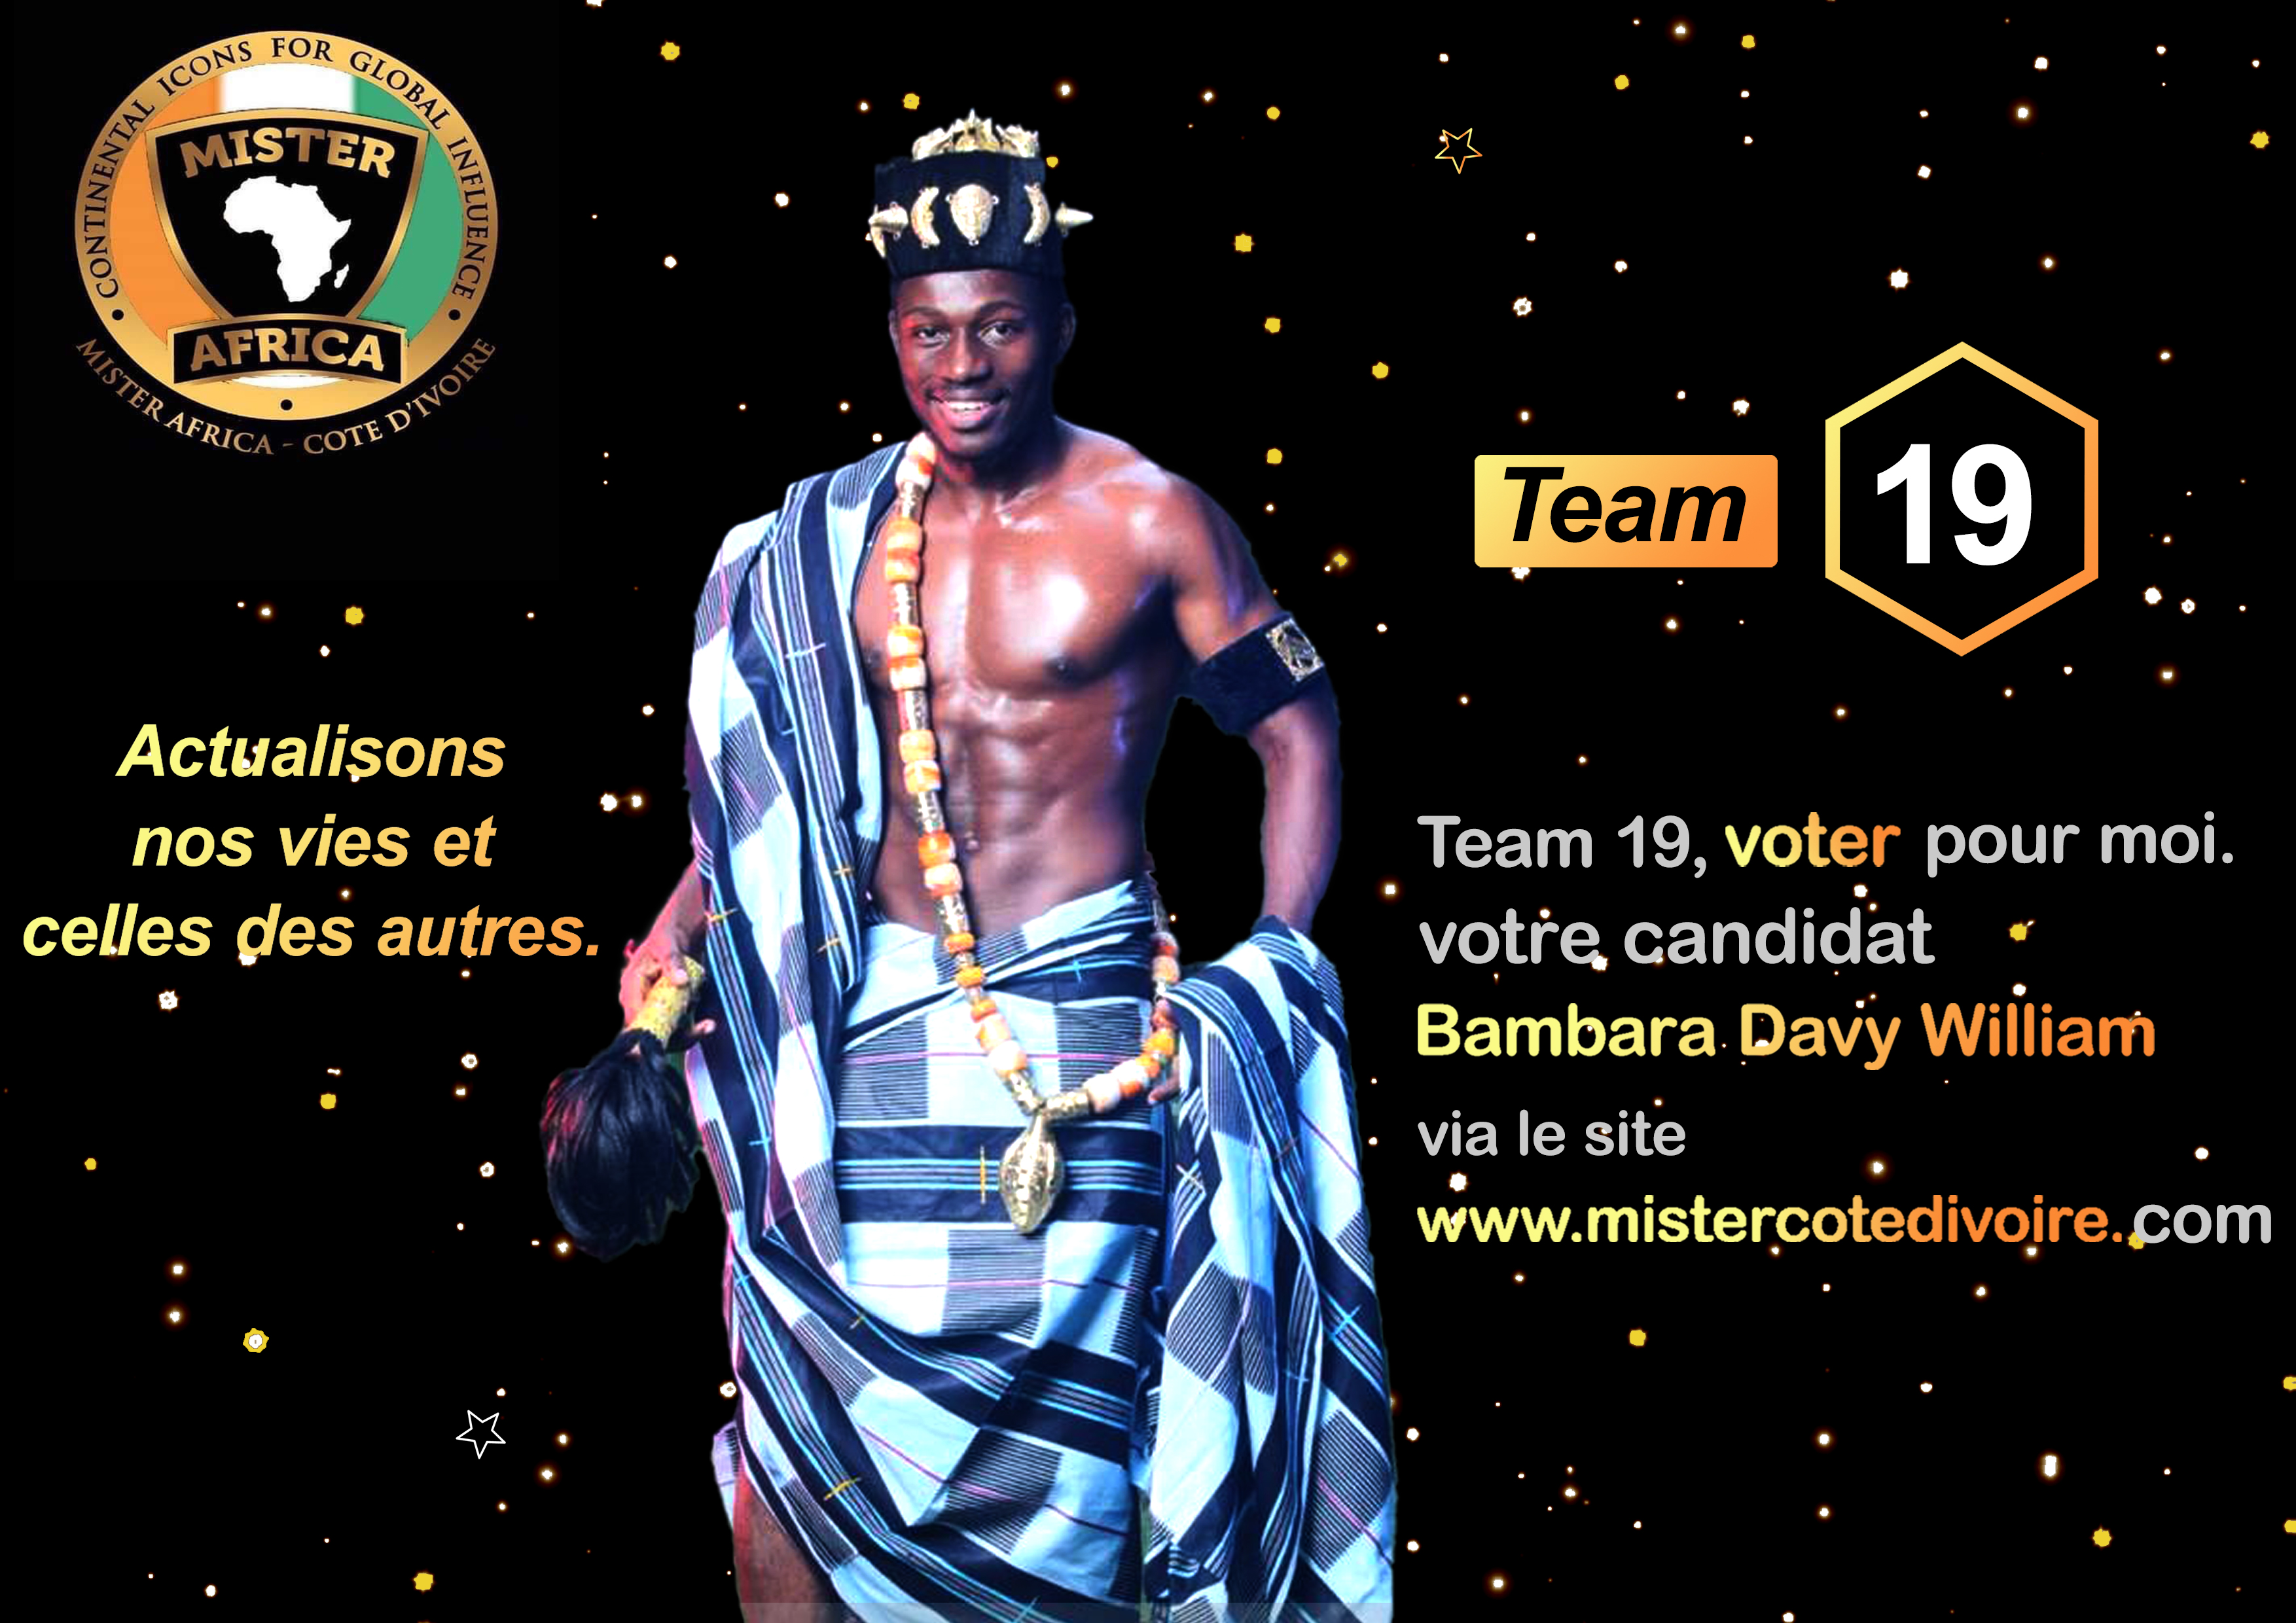 CONTINENTAL ICONS FOR GLOBAL INFLUENCE
MISTER
AFRICA
MISTER AFRICA - COTE D'IVOIRE
Team 19
Actualisons
nos vies et
celles des autres.
Team 19, voter pour moi.
votre candidat
Bambara Davy William
via le site
www.mistercotedivoire.com